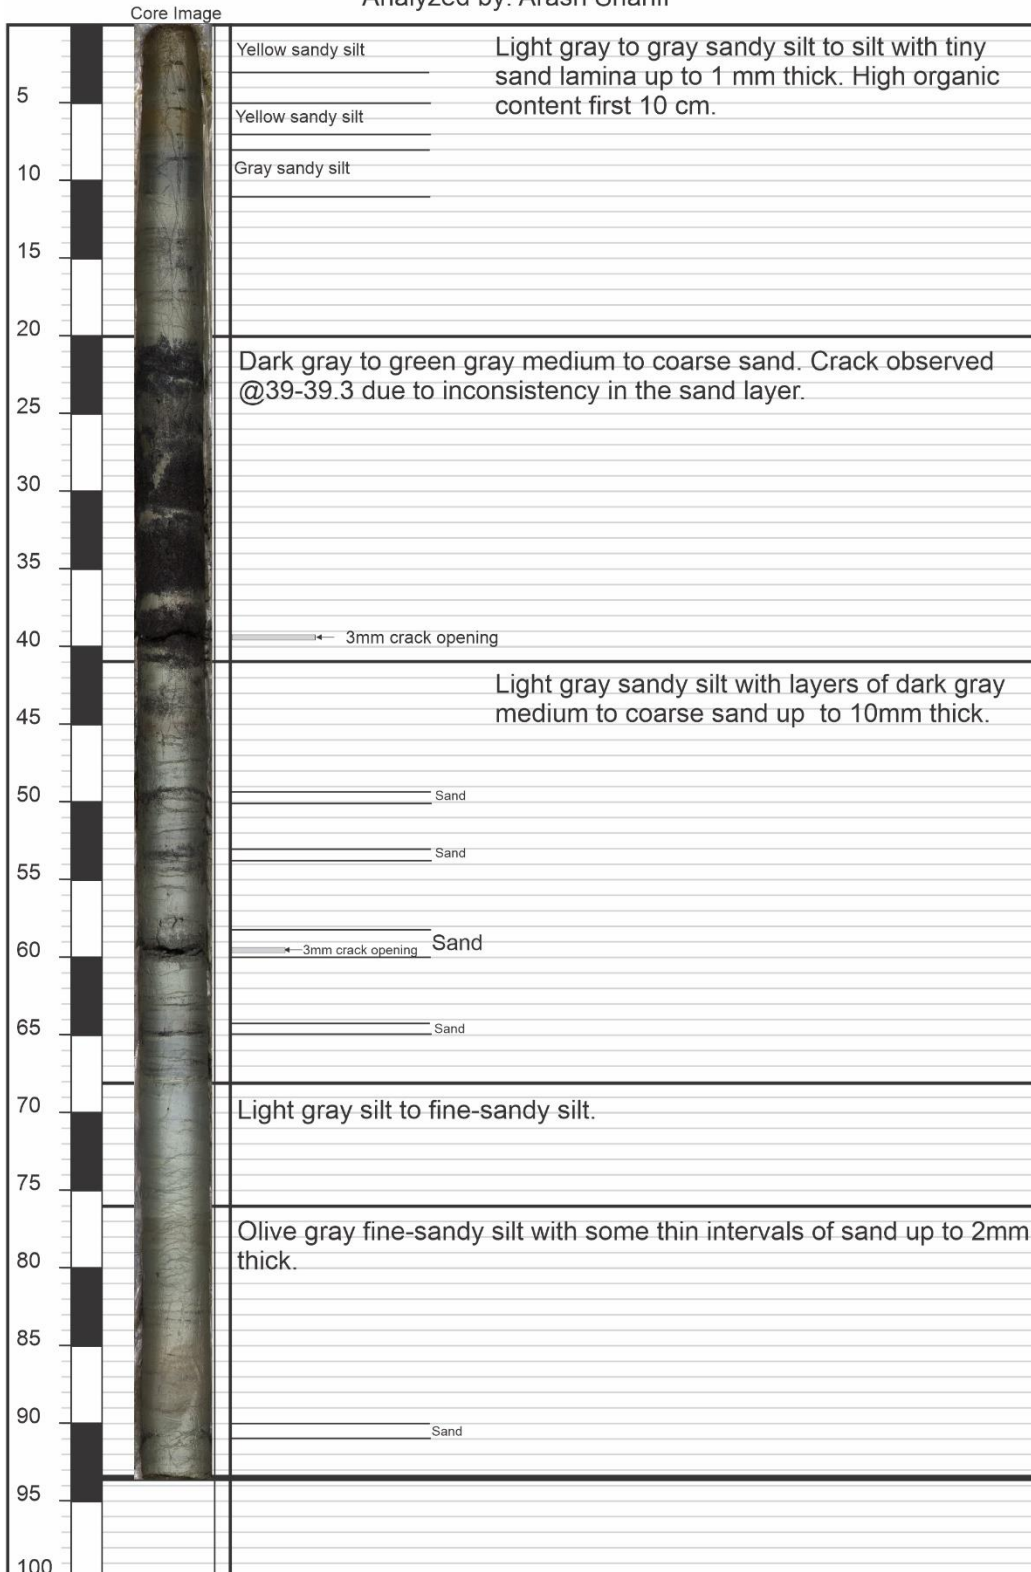 Analyzed by: Arash Sharifi
Core Image
Yellow sandy silt
Light gray to gray sandy silt to silt with tiny
sand lamina up to 1 mm thick. High organic
content first 10 cm.
5
Yellow sandy silt
10
Gray sandy silt
15
20
Dark gray to green gray medium to coarse sand. Crack observed
@39-39.3 due to inconsistency in the sand layer.
25
30
35
40
3mm crack opening
Light gray sandy silt with layers of dark gray
medium to coarse sand up to 10mm thick.
45
50
Sand
Sand
55
60
3mm crack opening
Sand
65
Sand
70
Light gray silt to fine-sandy silt.
75
Olive gray fine-sandy silt with some thin intervals of sand up to 2mm
thick.
80
85
90
Sand
95
100